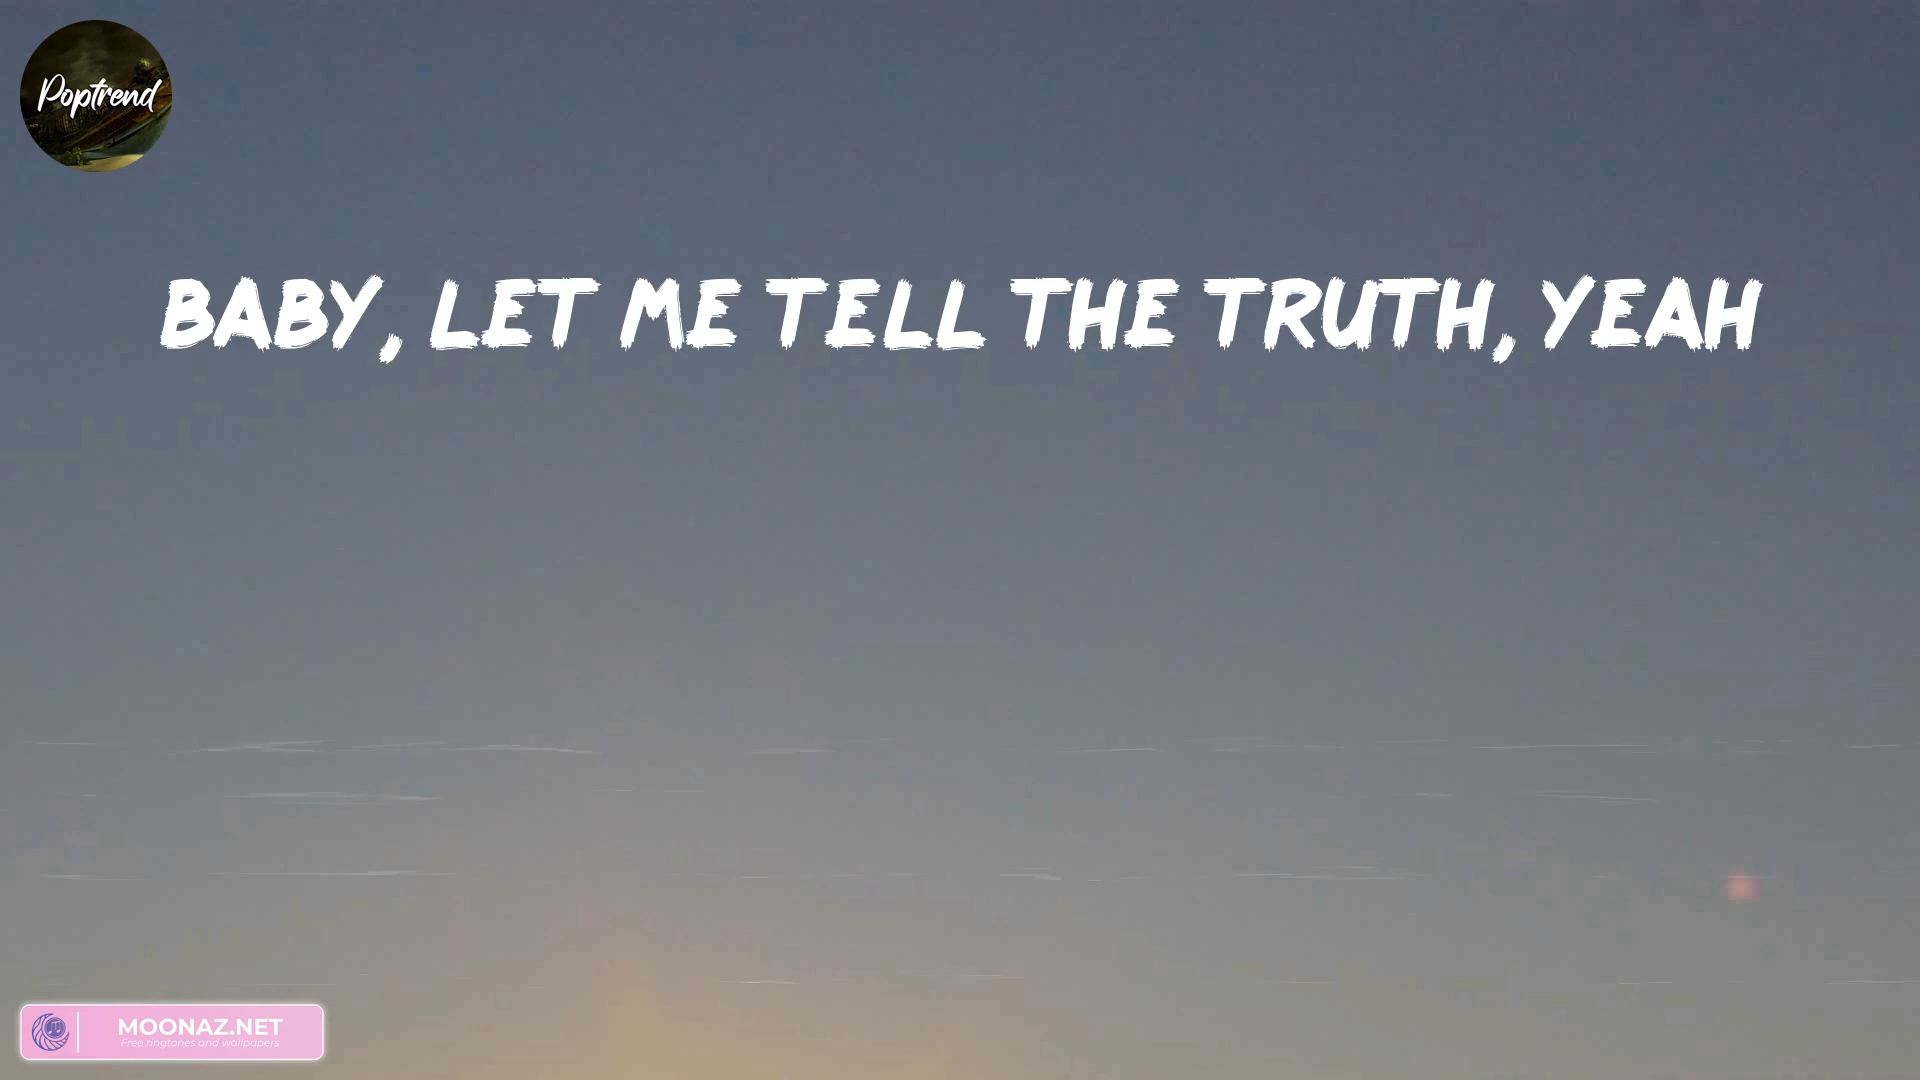 Poptrend
BABY, LET ME TELL THE TRUTH, YEAH
MOONAZ.NET
Free ringtones and wallpapers